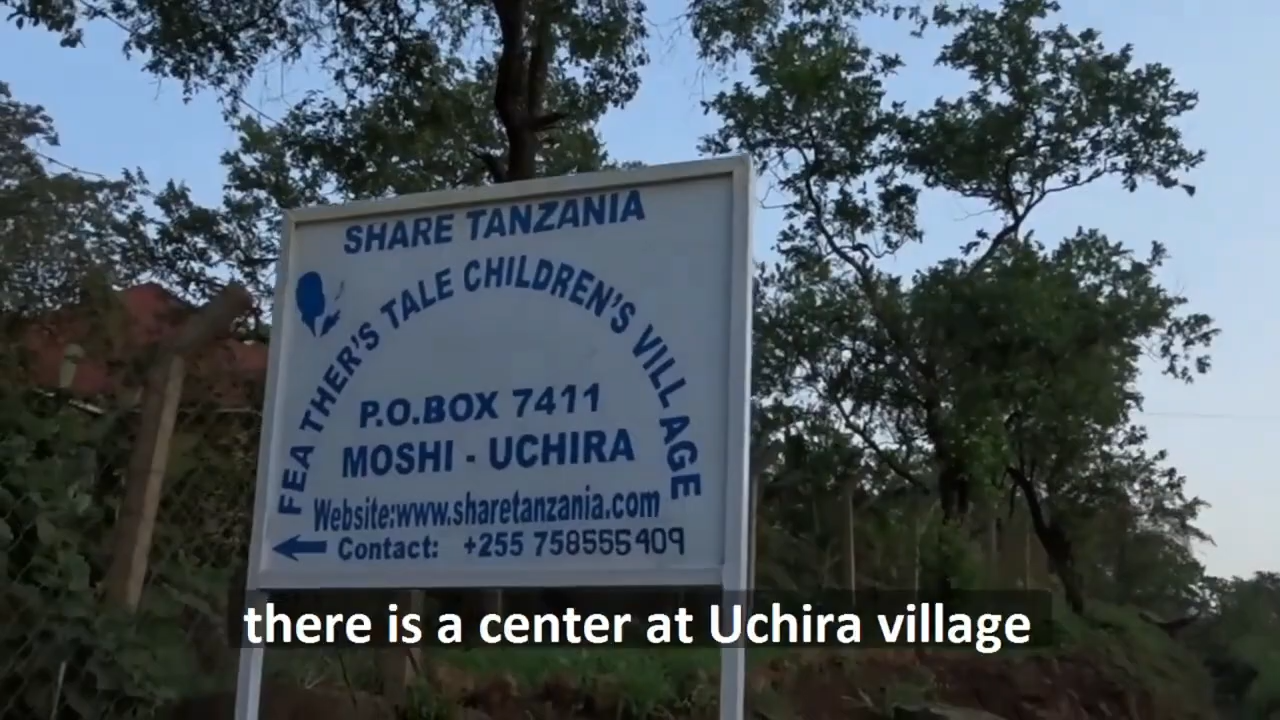 SHARE TANZANIA
FEATHER'S TALE CHILDREN'S VILLAGE
P.O.BOX 7411
MOSHI - UCHIRA
Website:www.sharetanzania.com
Contact: +255 758555409
there is a center at Uchira village